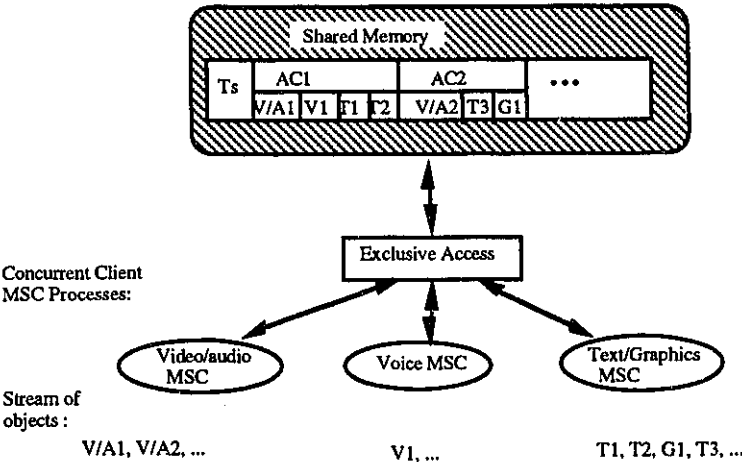 Shared Memory
Ts AC1 AC2 •••
V/A1 V1 T1 T2 V/A2 T3 G1
Exclusive Access
Concurrent Client
MSC Processes:
Video/audio
MSC
Voice MSC
Text/Graphics
MSC
Stream of
objects :
V/A1, V/A2, ...
V1, ...
T1, T2, G1, T3, ...